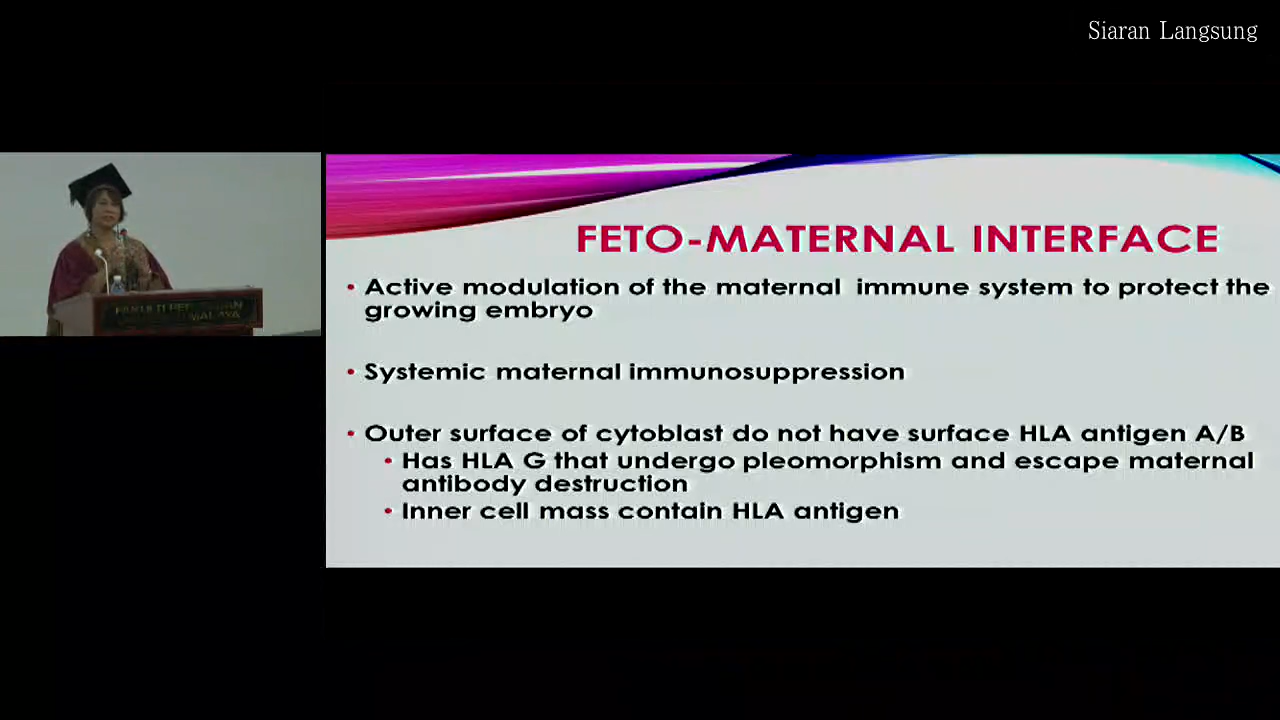 Siaran Langsung
FETO-MATERNAL INTERFACE
• Active modulation of the maternal immune system to protect the
growing embryo
• Systemic maternal immunosuppression
• Outer surface of cytoblast do not have surface HLA antigen A/B
• Has HLA G that undergo pleomorphism and escape maternal
antibody destruction
• Inner cell mass contain HLA antigen
FAKULTI
MALAYA